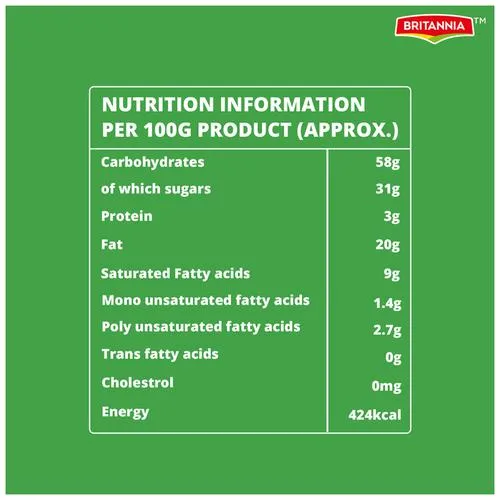 BRITANNIA TM
NUTRITION INFORMATION
PER 100G PRODUCT (APPROX.)
Carbohydrates 58g
of which sugars 31g
Protein 3g
Fat 20g
Saturated Fatty acids 9g
Mono unsaturated fatty acids 1.4g
Poly unsaturated fatty acids 2.7g
Trans fatty acids 0g
Cholestrol 0mg
Energy 424kcal